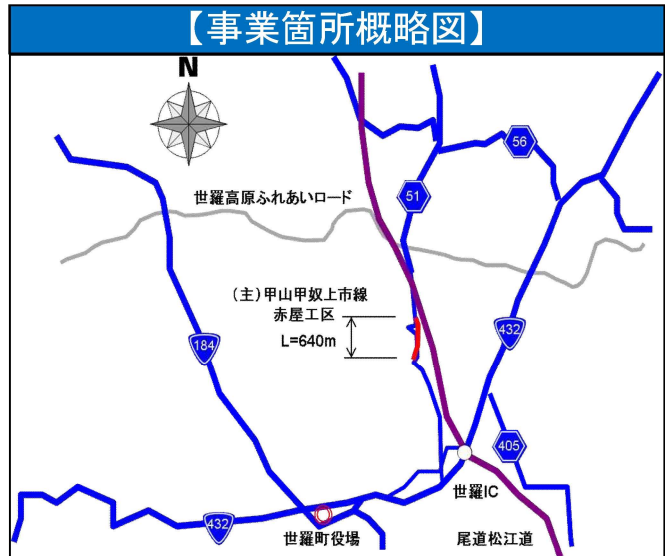 【事業箇所概略図】
N
56
51
世羅高原ふれあいロード
(主)甲山甲奴上市線
赤屋工区
L=640m
432
184
405
世羅IC
432
世羅町役場
尾道松江道